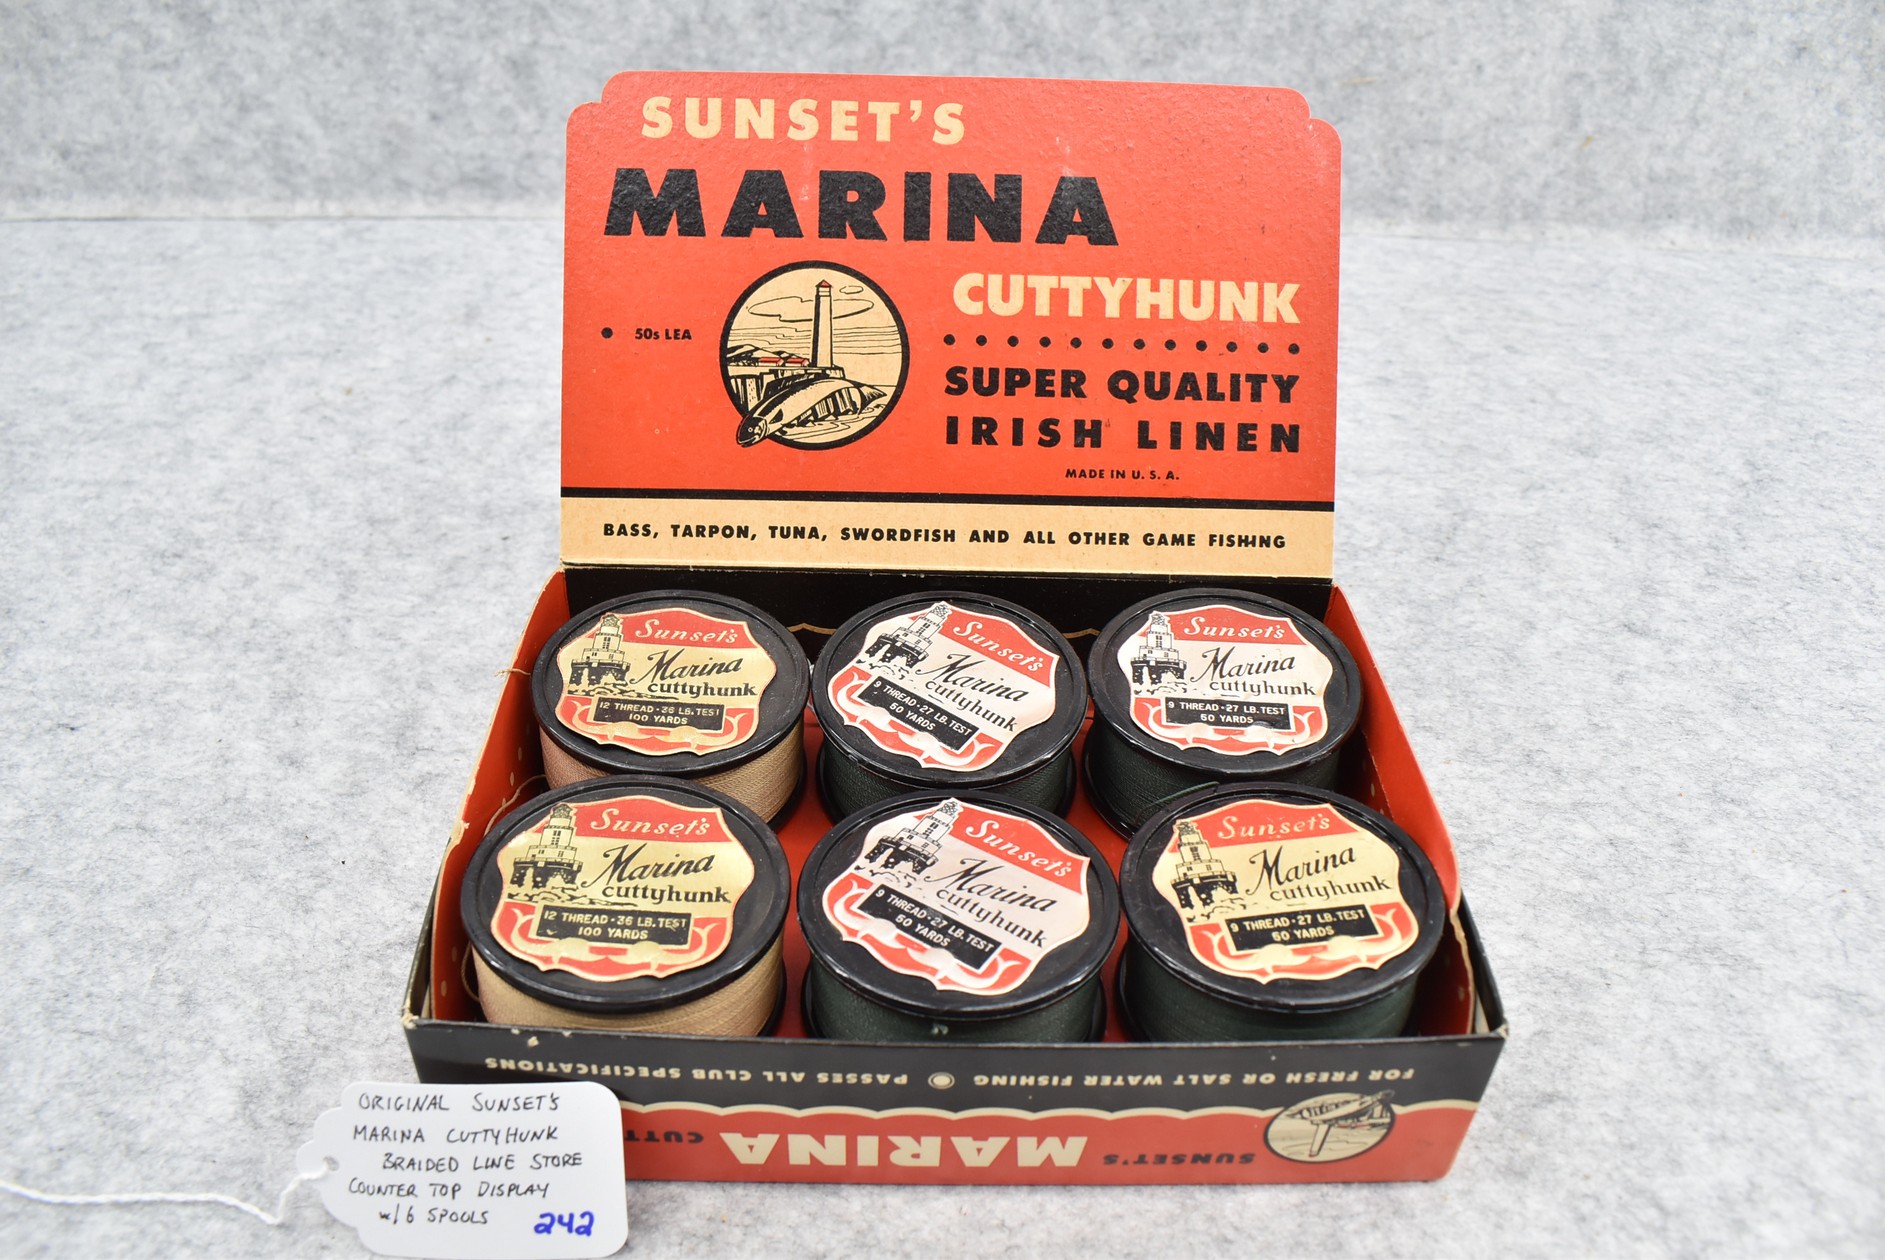 SUNSET'S
MARINA
CUTTYHUNK
50s LEA
SUPER QUALITY
IRISH LINEN
MADE IN U. S. A.
BASS, TARPON, TUNA, SWORDFISH AND ALL OTHER GAME FISHING
Sunset's
Marina
cuttyhunk
12 THREAD · 36 LB. TEST
100 YARDS
Sunset's
Marina
cuttyhunk
9 THREAD · 27 LB. TEST
50 YARDS
Sunset's
Marina
cuttyhunk
9 THREAD · 27 LB. TEST
50 YARDS
Sunset's
Marina
cuttyhunk
12 THREAD · 36 LB. TEST
100 YARDS
Sunset's
Marina
cuttyhunk
9 THREAD · 27 LB. TEST
50 YARDS
Sunset's
Marina
cuttyhunk
9 THREAD · 27 LB. TEST
50 YARDS
FOR FRESH OR SALT WATER FISHING PASSES ALL CLUB SPECIFICATIONS
SUNSET'S MARINA CUTT
ORIGINAL SUNSET'S
MARINA CUTTYHUNK
BRAIDED LINE STORE
COUNTER TOP DISPLAY
w/ 6 SPOOLS 242